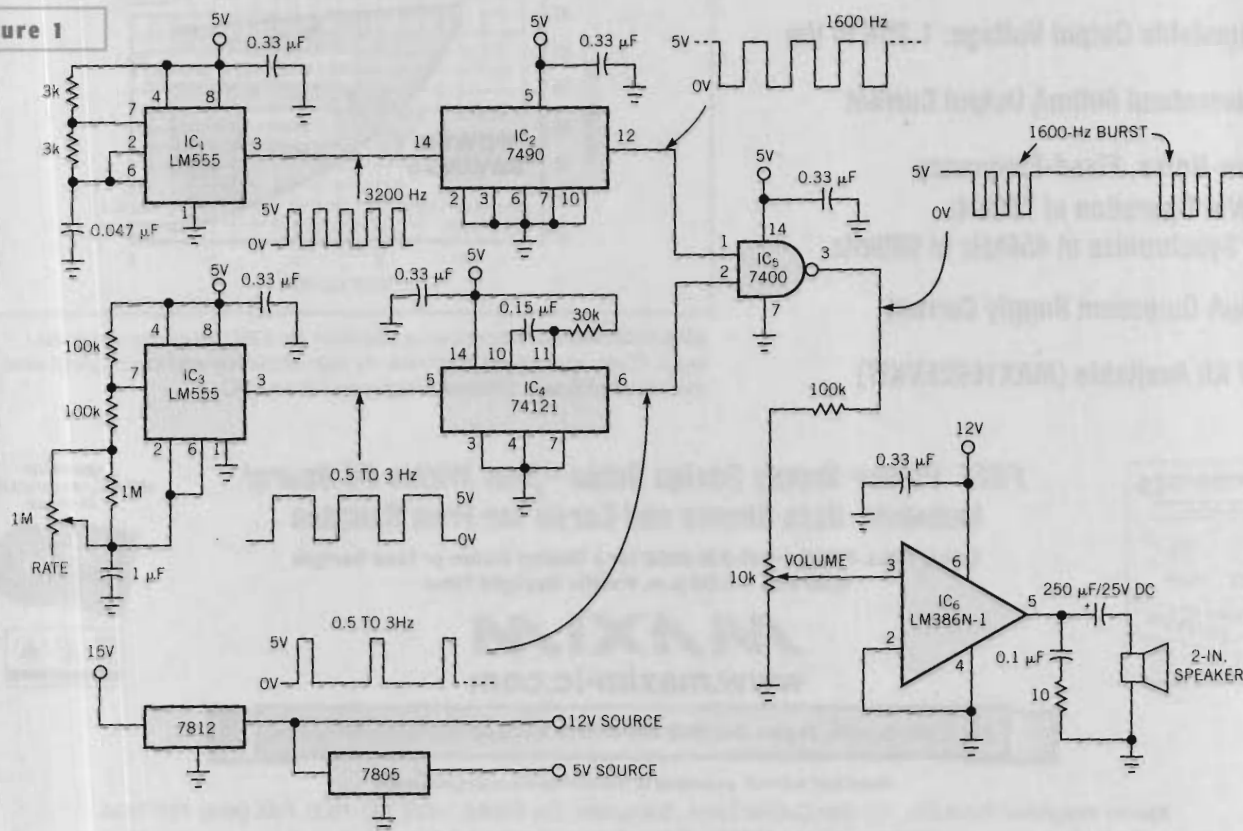 ure 1
5V
0.33 µF
3k
3k
4
8
7
2
6
IC1
LM555
3
1
0.047 µF
3200 Hz
5V
0V
5V
0.33 µF
5
14
IC2
7490
12
2 3 6 7 10
1600 Hz
5V
0V
1600-Hz BURST
5V
0V
5V
0.33 µF
14
1
2
IC5
7400
3
7
5V
0.33 µF
100k
4
8
7
100k
IC3
LM555
3
2 6 1
1M
1M
RATE
1 µF
0.5 TO 3 Hz
5V
0V
0.33 µF
5V
0.15 µF
30k
14 10 11
5
IC4
74121
6
3 4 7
0.5 TO 3Hz
5V
0V
100k
12V
0.33 µF
VOLUME
10k
3
6
IC6
LM386N-1
5
2
4
250 µF/25V DC
+
0.1 µF
10
2-IN.
SPEAKER
15V
7812
12V SOURCE
7805
5V SOURCE
MAXIM